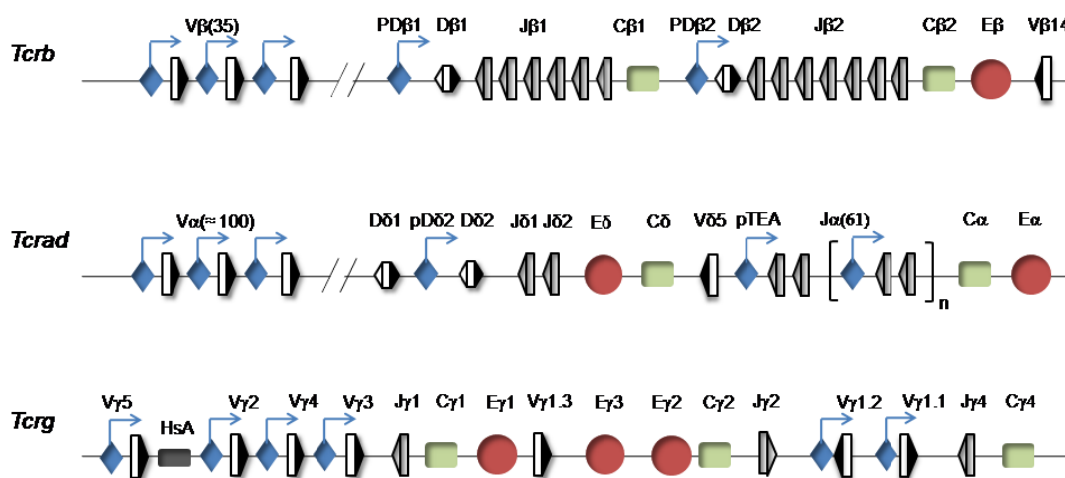 Vβ(35) PDβ1 Dβ1 Jβ1 Cβ1 PDβ2 Dβ2 Jβ2 Cβ2 Eβ Vβ14
Tcrb
Vα(≈100) Dδ1 pDδ2 Dδ2 Jδ1 Jδ2 Eδ Cδ Vδ5 pTEA Jα(61) Cα Eα
Tcrad
n
Vγ5 Vγ2 Vγ4 Vγ3 Jγ1 Cγ1 Eγ1 Vγ1.3 Eγ3 Eγ2 Cγ2 Jγ2 Vγ1.2 Vγ1.1 Jγ4 Cγ4
Tcrg
HsA